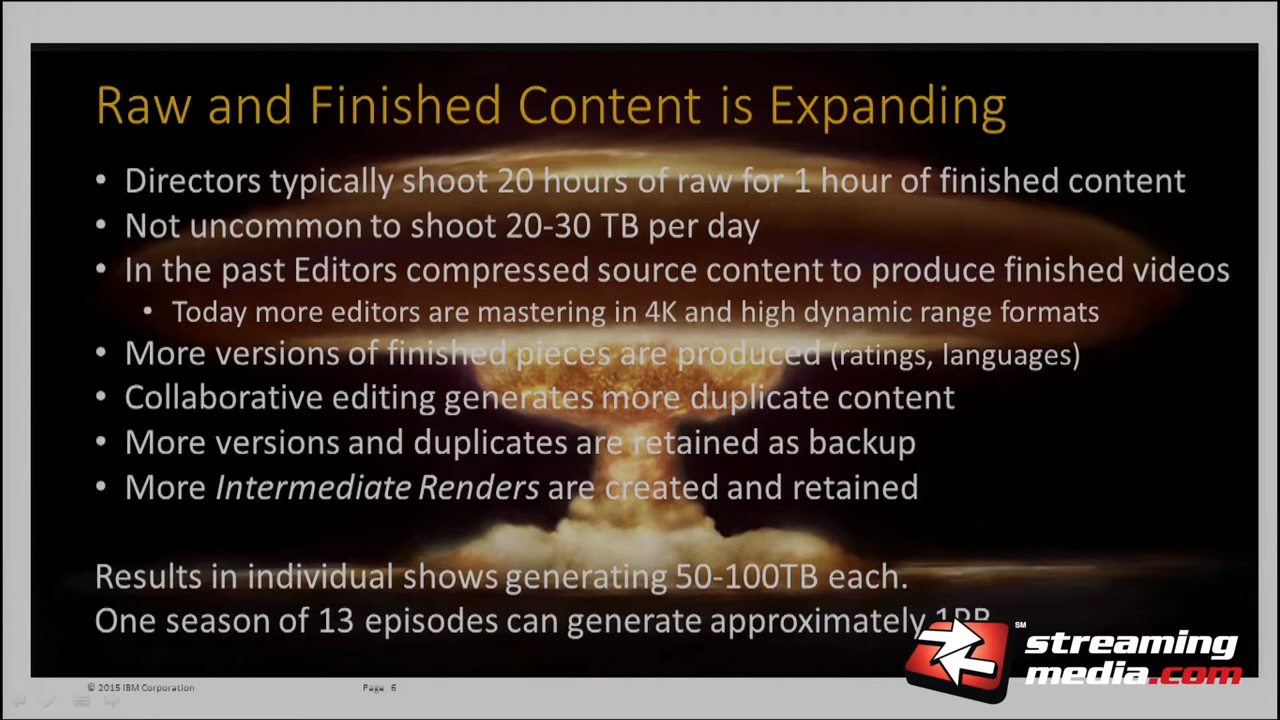 Raw and Finished Content is Expanding
• Directors typically shoot 20 hours of raw for 1 hour of finished content
• Not uncommon to shoot 20-30 TB per day
• In the past Editors compressed source content to produce finished videos
• Today more editors are mastering in 4K and high dynamic range formats
• More versions of finished pieces are produced (ratings, languages)
• Collaborative editing generates more duplicate content
• More versions and duplicates are retained as backup
• More Intermediate Renders are created and retained
Results in individual shows generating 50-100TB each.
One season of 13 episodes can generate approximately 1PB
© 2015 IBM Corporation
Page 6
SM
streaming
media.com